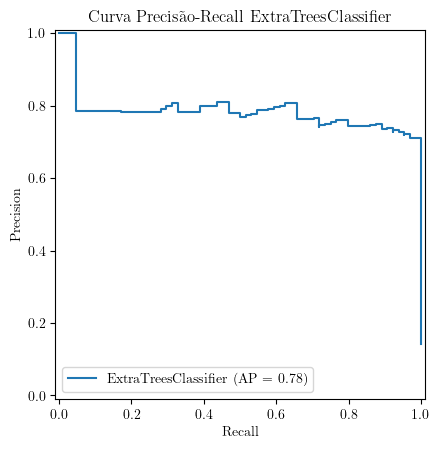 Curva Precisão-Recall ExtraTreesClassifier
1.0
0.8
0.6
0.4
0.2
0.0
Precision
ExtraTreesClassifier (AP = 0.78)
0.0 0.2 0.4 0.6 0.8 1.0
Recall